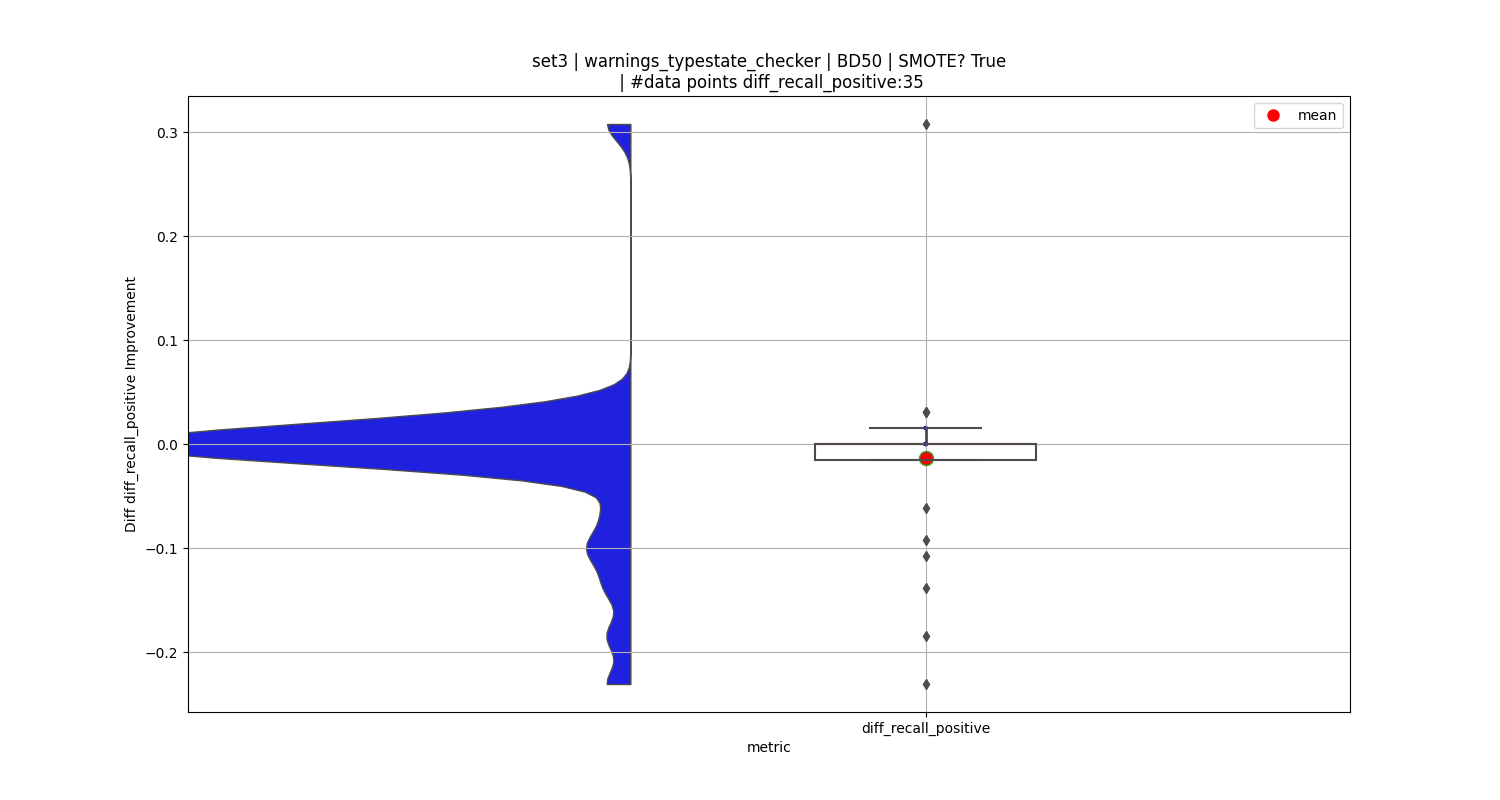 set3 | warnings_typestate_checker | BD50 | SMOTE? True
| #data points diff_recall_positive:35
mean
0.3
0.2
0.1
0.0
−0.1
−0.2
Diff diff_recall_positive Improvement
diff_recall_positive
metric